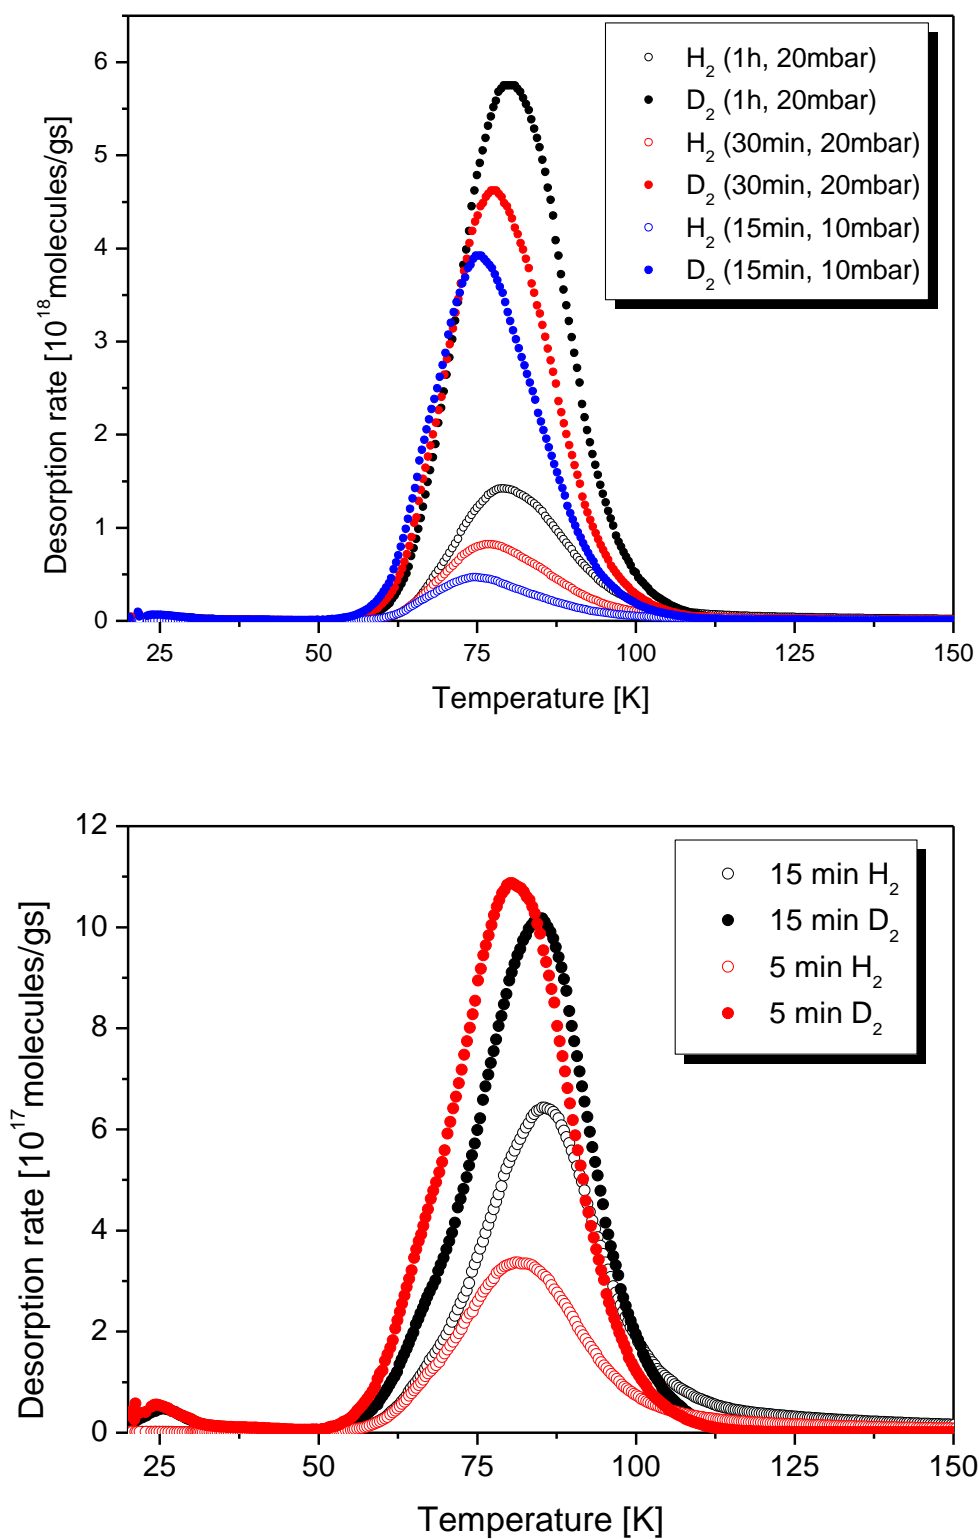 6
5
4
3
2
1
0
Desorption rate [10^18 molecules/gs]
H2 (1h, 20mbar)
D2 (1h, 20mbar)
H2 (30min, 20mbar)
D2 (30min, 20mbar)
H2 (15min, 10mbar)
D2 (15min, 10mbar)
25 50 75 100 125 150
Temperature [K]
12
10
8
6
4
2
0
Desorption rate [10^17 molecules/gs]
15 min H2
15 min D2
5 min H2
5 min D2
25 50 75 100 125 150
Temperature [K]